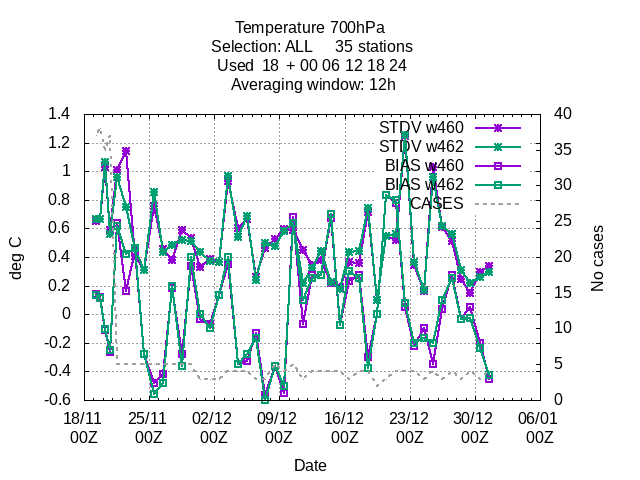 Temperature 700hPa
Selection: ALL 35 stations
Used 18 + 00 06 12 18 24
Averaging window: 12h
1.4
1.2
1
0.8
0.6
0.4
0.2
0
-0.2
-0.4
-0.6
deg C
40
35
30
25
20
15
10
5
0
No cases
STDV w460
STDV w462
BIAS w460
BIAS w462
CASES
18/11 25/11 02/12 09/12 16/12 23/12 30/12 06/01
00Z 00Z 00Z 00Z 00Z 00Z 00Z 00Z
Date